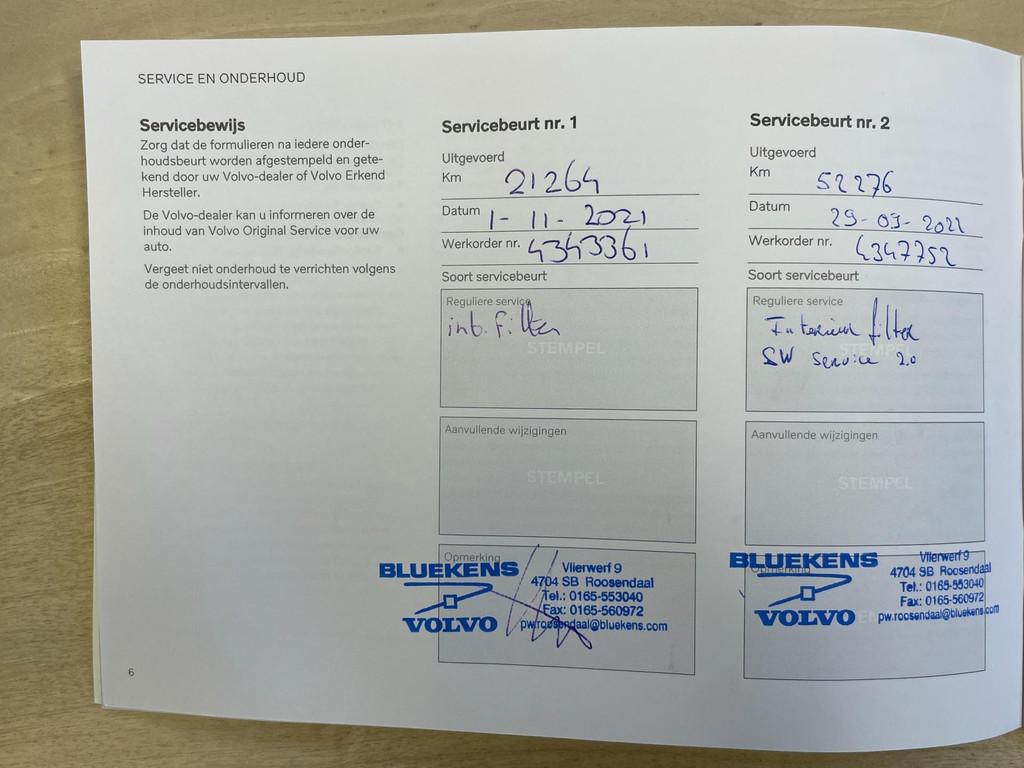 SERVICE EN ONDERHOUD
Servicebewijs
Zorg dat de formulieren na iedere onder-
houdsbeurt worden afgestempeld en gete-
kend door uw Volvo-dealer of Volvo Erkend
Hersteller.
De Volvo-dealer kan u informeren over de
inhoud van Volvo Original Service voor uw
auto.
Vergeet niet onderhoud te verrichten volgens
de onderhoudsintervallen.
6
Servicebeurt nr. 1
Uitgevoerd
Km 21264
Datum 1-11-2021
Werkorder nr. 4343361
Soort servicebeurt
Reguliere service
int. Filter
STEMPEL
Aanvullende wijzigingen
STEMPEL
Opmerking
BLUEKENS
VOLVO
Vlierwerf 9
4704 SB Roosendaal
Tel.: 0165-553040
Fax: 0165-560972
pw.roosendaal@bluekens.com
Servicebeurt nr. 2
Uitgevoerd
Km 52276
Datum 29-03-2022
Werkorder nr. 4347752
Soort servicebeurt
Reguliere service
Interieur filter
STEMPEL
SW Service 2.0
Aanvullende wijzigingen
STEMPEL
Opmerking
BLUEKENS
VOLVO
Vlierwerf 9
4704 SB Roosendaal
Tel.: 0165-553040
Fax: 0165-560972
pw.roosendaal@bluekens.com